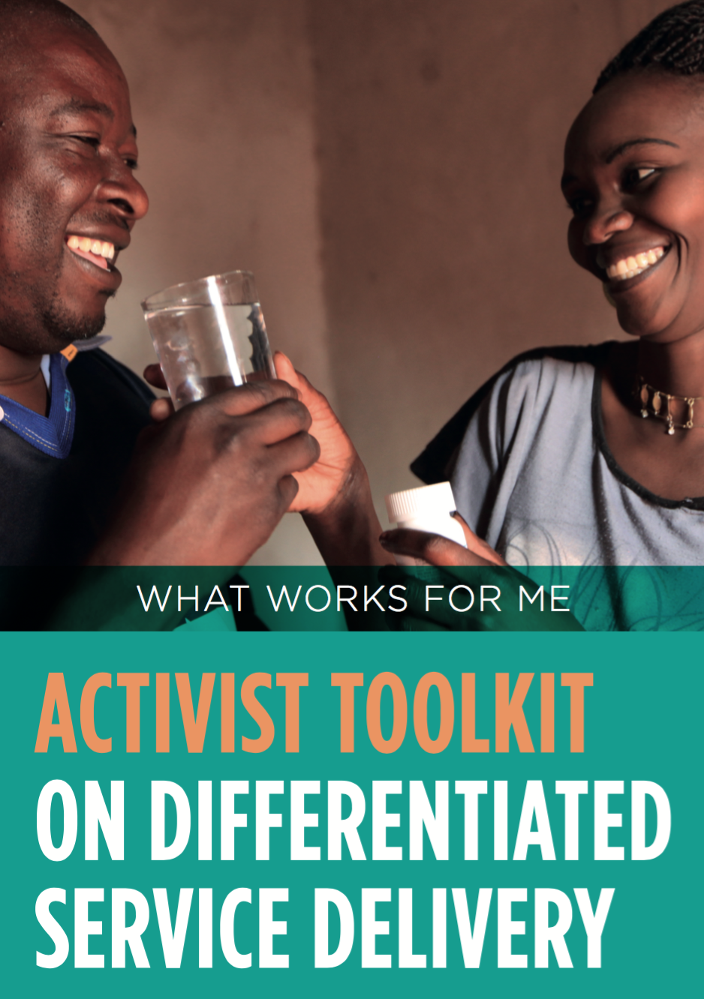 WHAT WORKS FOR ME
ACTIVIST TOOLKIT
ON DIFFERENTIATED
SERVICE DELIVERY